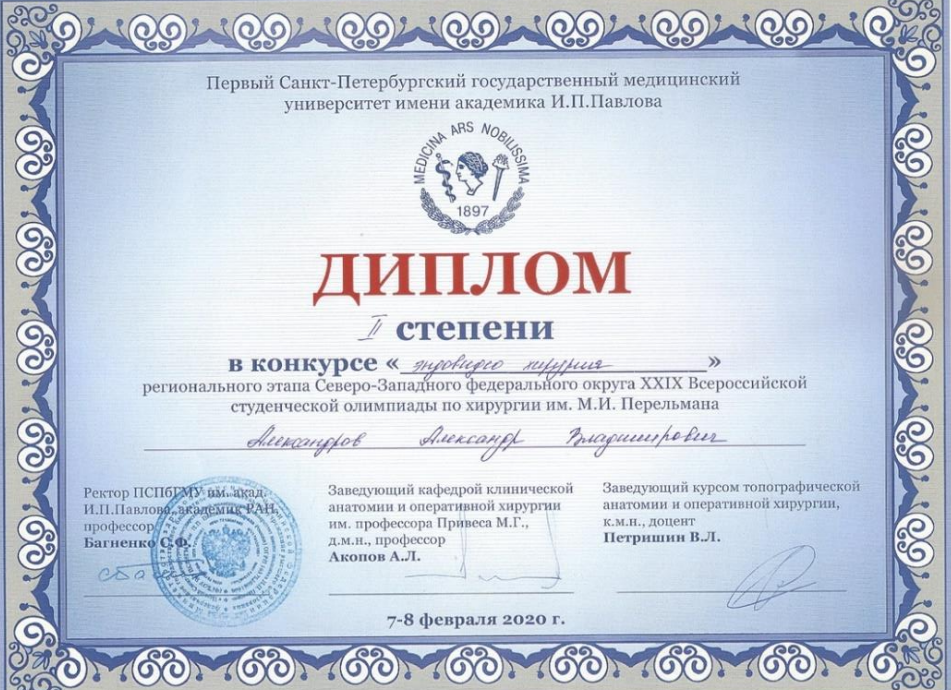 Первый Санкт-Петербургский государственный медицинский
университет имени академика И.П.Павлова
MEDICINA ARS NOBILISSIMA
1897
ДИПЛОМ
II степени
в конкурсе « эндовидео хирургия »
регионального этапа Северо-Западного федерального округа XXIX Всероссийской
студенческой олимпиады по хирургии им. М.И. Перельмана
Александров Александр Владимирович
Ректор ПСПбГМУ им. акад.
И.П.Павлова, академик РАН,
профессор
Багненко С.Ф.
Заведующий кафедрой клинической
анатомии и оперативной хирургии
им. профессора Привеса М.Г.,
д.м.н., профессор
Акопов А.Л.
Заведующий курсом топографической
анатомии и оперативной хирургии,
к.м.н., доцент
Петришин В.Л.
7-8 февраля 2020 г.